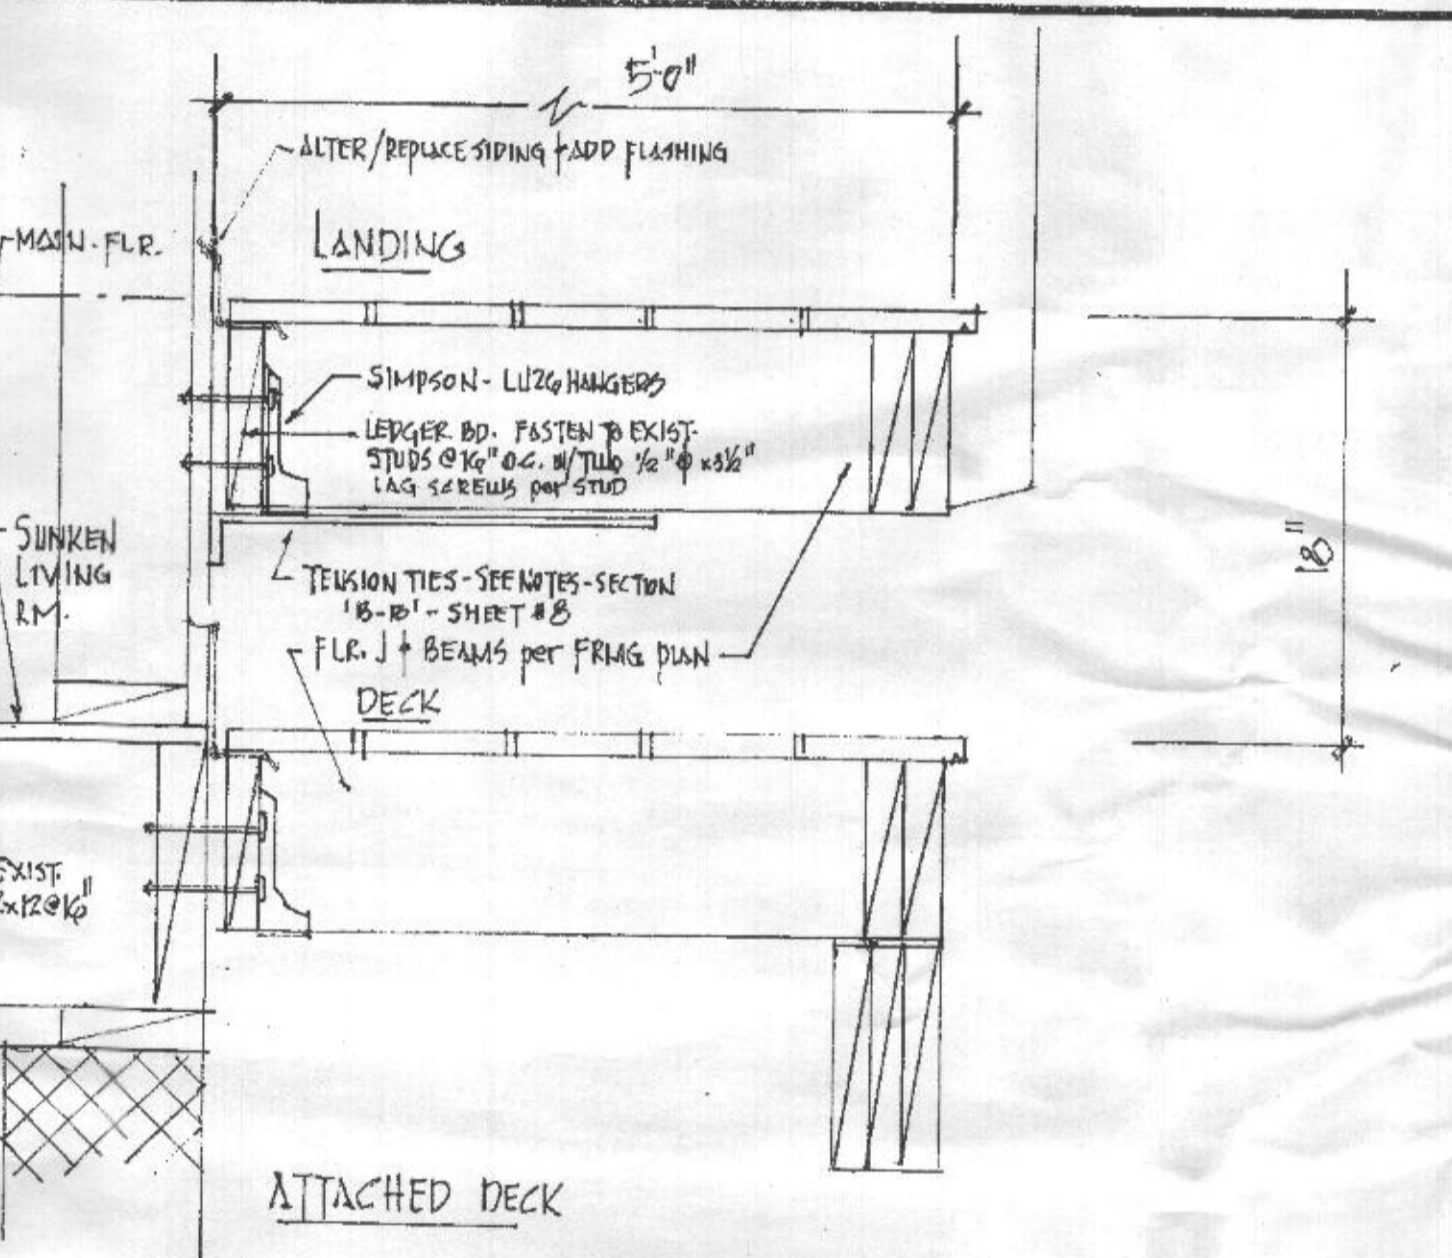 5'-0"
ALTER/REPLACE SIDING + ADD FLASHING
MAIN. FLR.
LANDING
SIMPSON - LU26 HANGERS
LEDGER BD. FASTEN TO EXIST.
STUDS @ 16" O.C. W/ TWO 1/2" Φ x 3 1/2"
LAG SCREWS per STUD
SUNKEN
LIVING
RM.
18"
TENSION TIES - SEE NOTES - SECTION
'B-B' - SHEET #8
FLR. J + BEAMS per FRMG PLAN
DECK
EXIST.
2x12@16"
ATTACHED DECK